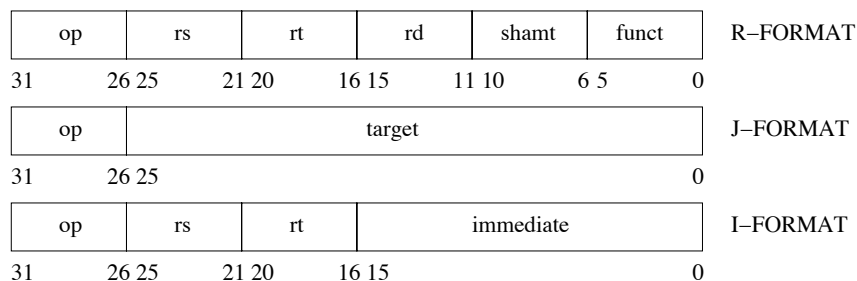 op rs rt rd shamt funct R–FORMAT
31 26 25 21 20 16 15 11 10 6 5 0
op target J–FORMAT
31 26 25 0
op rs rt immediate I–FORMAT
31 26 25 21 20 16 15 0